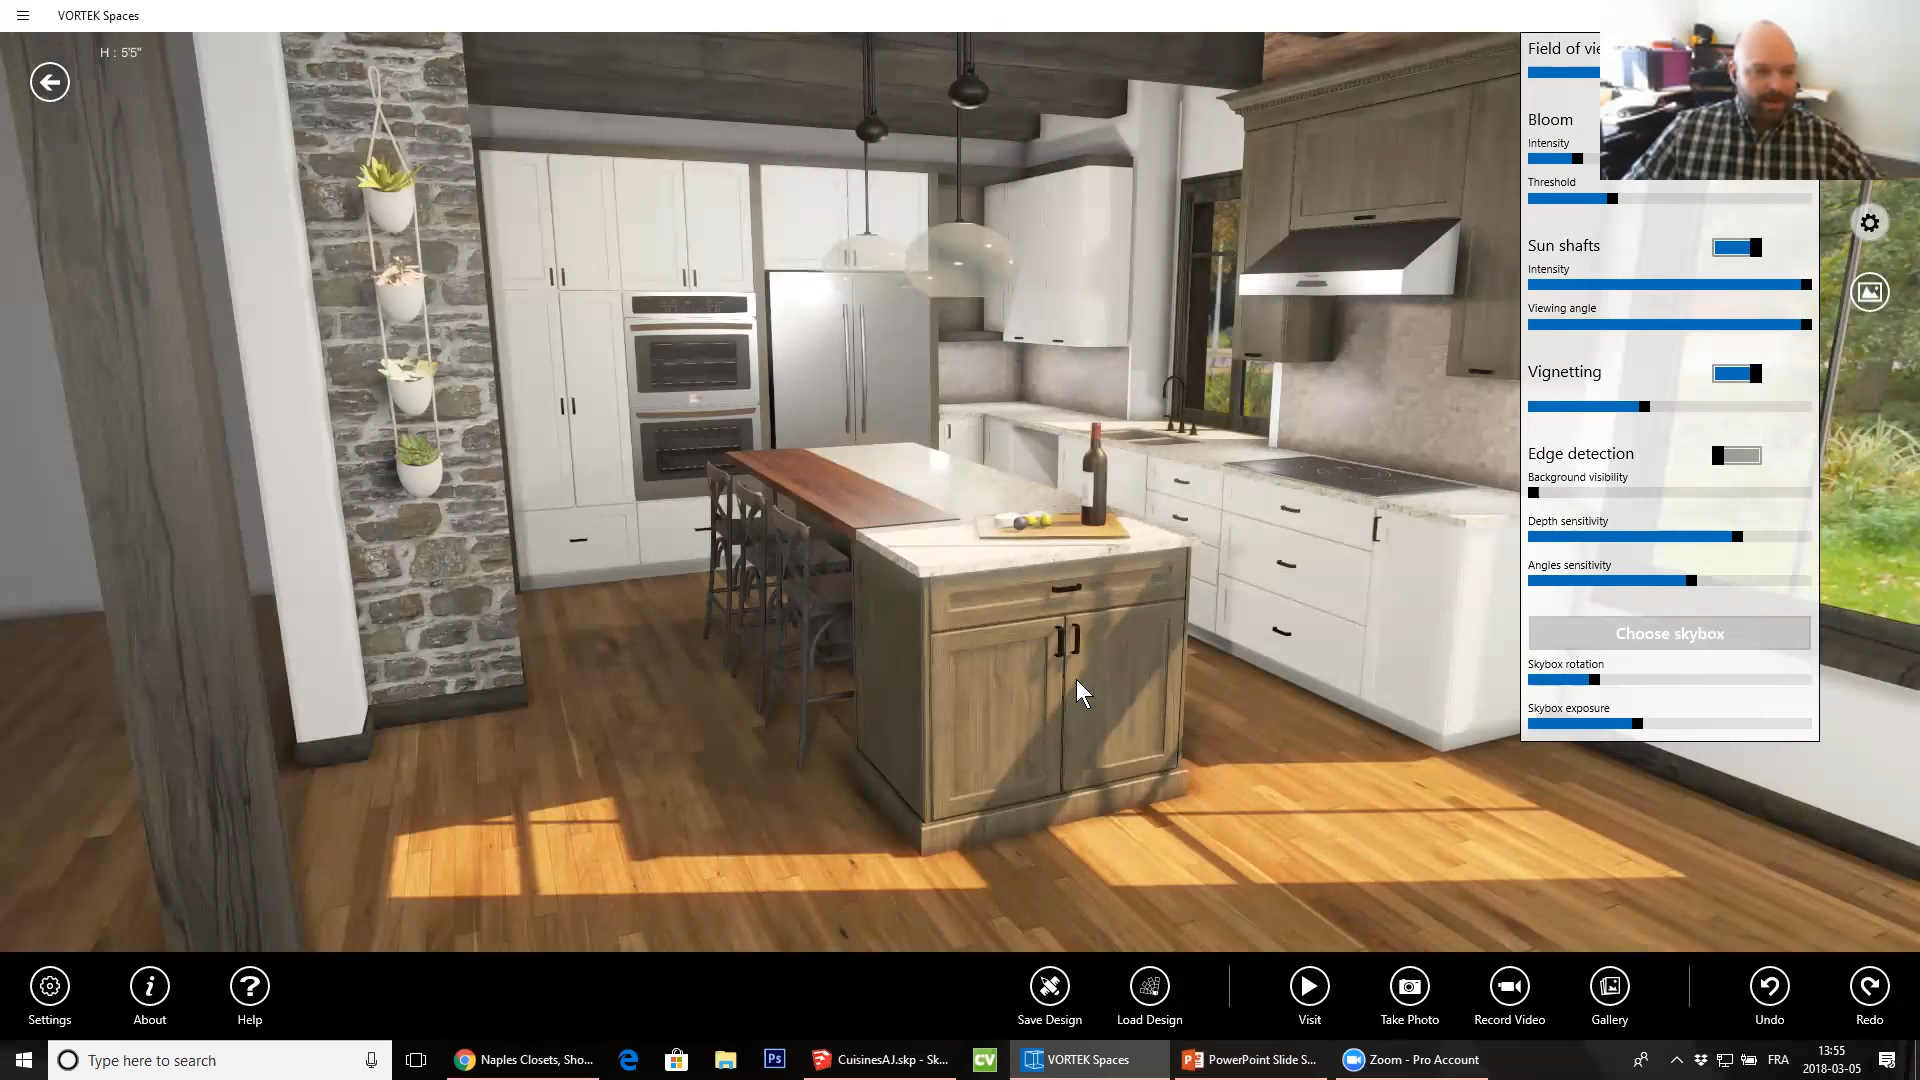 VORTEK Spaces
H : 5'5"
Field of vie
Bloom
Intensity
Threshold
Sun shafts
Intensity
Viewing angle
Vignetting
Edge detection
Background visibility
Depth sensitivity
Angles sensitivity
Choose skybox
Skybox rotation
Skybox exposure
Settings
About
Help
Save Design
Load Design
Visit
Take Photo
Record Video
Gallery
Undo
Redo
Type here to search
Naples Closets, Sho...
Ps
CuisinesAJ.skp - Sk...
CV
VORTEK Spaces
PowerPoint Slide S...
Zoom - Pro Account
FRA
13:55
2018-03-05